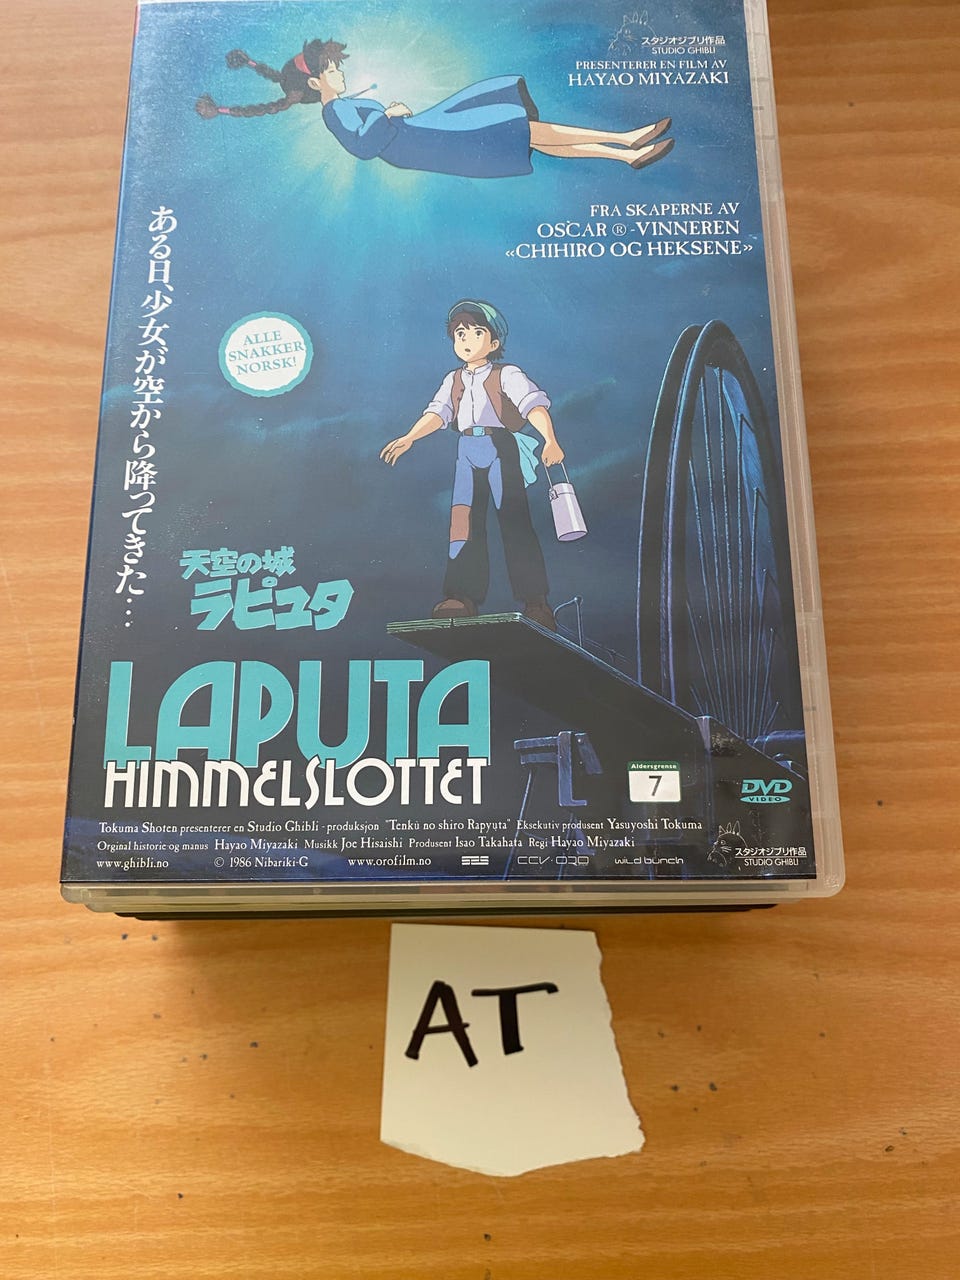 スタジオジブリ作品
STUDIO GHIBLI
PRESENTERER EN FILM AV
HAYAO MIYAZAKI
FRA SKAPERNE AV
OSCAR ® -VINNEREN
«CHIHIRO OG HEKSENE»
ある日、少女が空から降ってきた…
ALLE
SNAKKER
NORSK!
天空の城
ラピュタ
LAPUTA
HIMMELSLOTTET
Aldersgrense
7
DVD
VIDEO
Tokuma Shoten presenterer en Studio Ghibli - produksjon "Tenkū no shiro Rapyuta" Eksekutiv produsent Yasuyoshi Tokuma
Orginal historie og manus Hayao Miyazaki Musikk Joe Hisaishi Produsent Isao Takahata Regi Hayao Miyazaki
www.ghibli.no © 1986 Nibariki-G www.orofilm.no SES CCV·ORO wild bunch
スタジオジブリ作品
STUDIO GHIBLI
AT